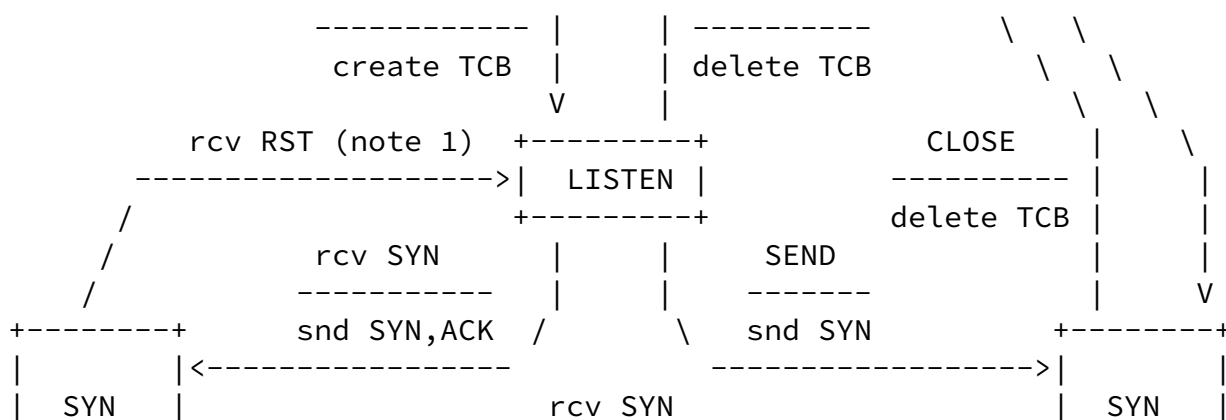 ------------ |      | ----------       \   \
create TCB  |      | delete TCB         \   \
V      |                      \   \
rcv RST (note 1)  +---------+            CLOSE    |    \
-------------------->|  LISTEN |          ---------- |     |
/                     +---------+          delete TCB |     |
/           rcv SYN      |     |     SEND              |     |
/           -----------   |     |    -------            |     V
+--------+      snd SYN,ACK  /       \   snd SYN          +--------+
|        |<-----------------           ------------------>|        |
|  SYN   |                    rcv SYN                     |  SYN   |